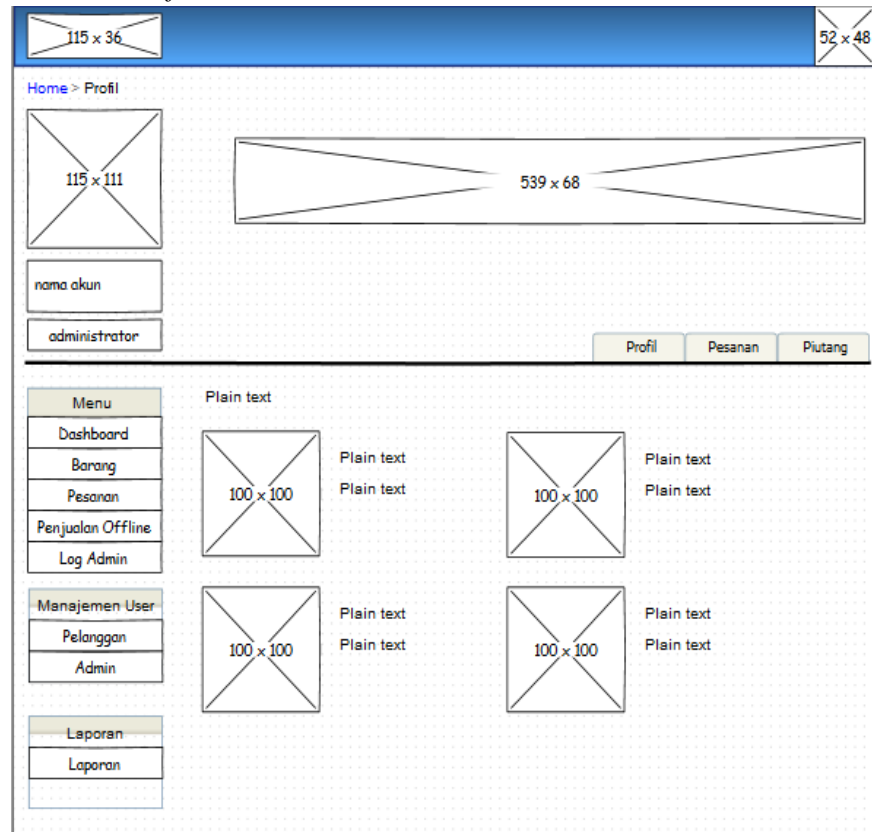 115 x 36
52 x 48
Home > Profil
115 x 111
539 x 68
nama akun
administrator
Profil Pesanan Piutang
Menu
Dashboard
Barang
Pesanan
Penjualan Offline
Log Admin
Manajemen User
Pelanggan
Admin
Laporan
Laporan
Plain text
100 x 100
Plain text
Plain text
100 x 100
Plain text
Plain text
100 x 100
Plain text
Plain text
100 x 100
Plain text
Plain text